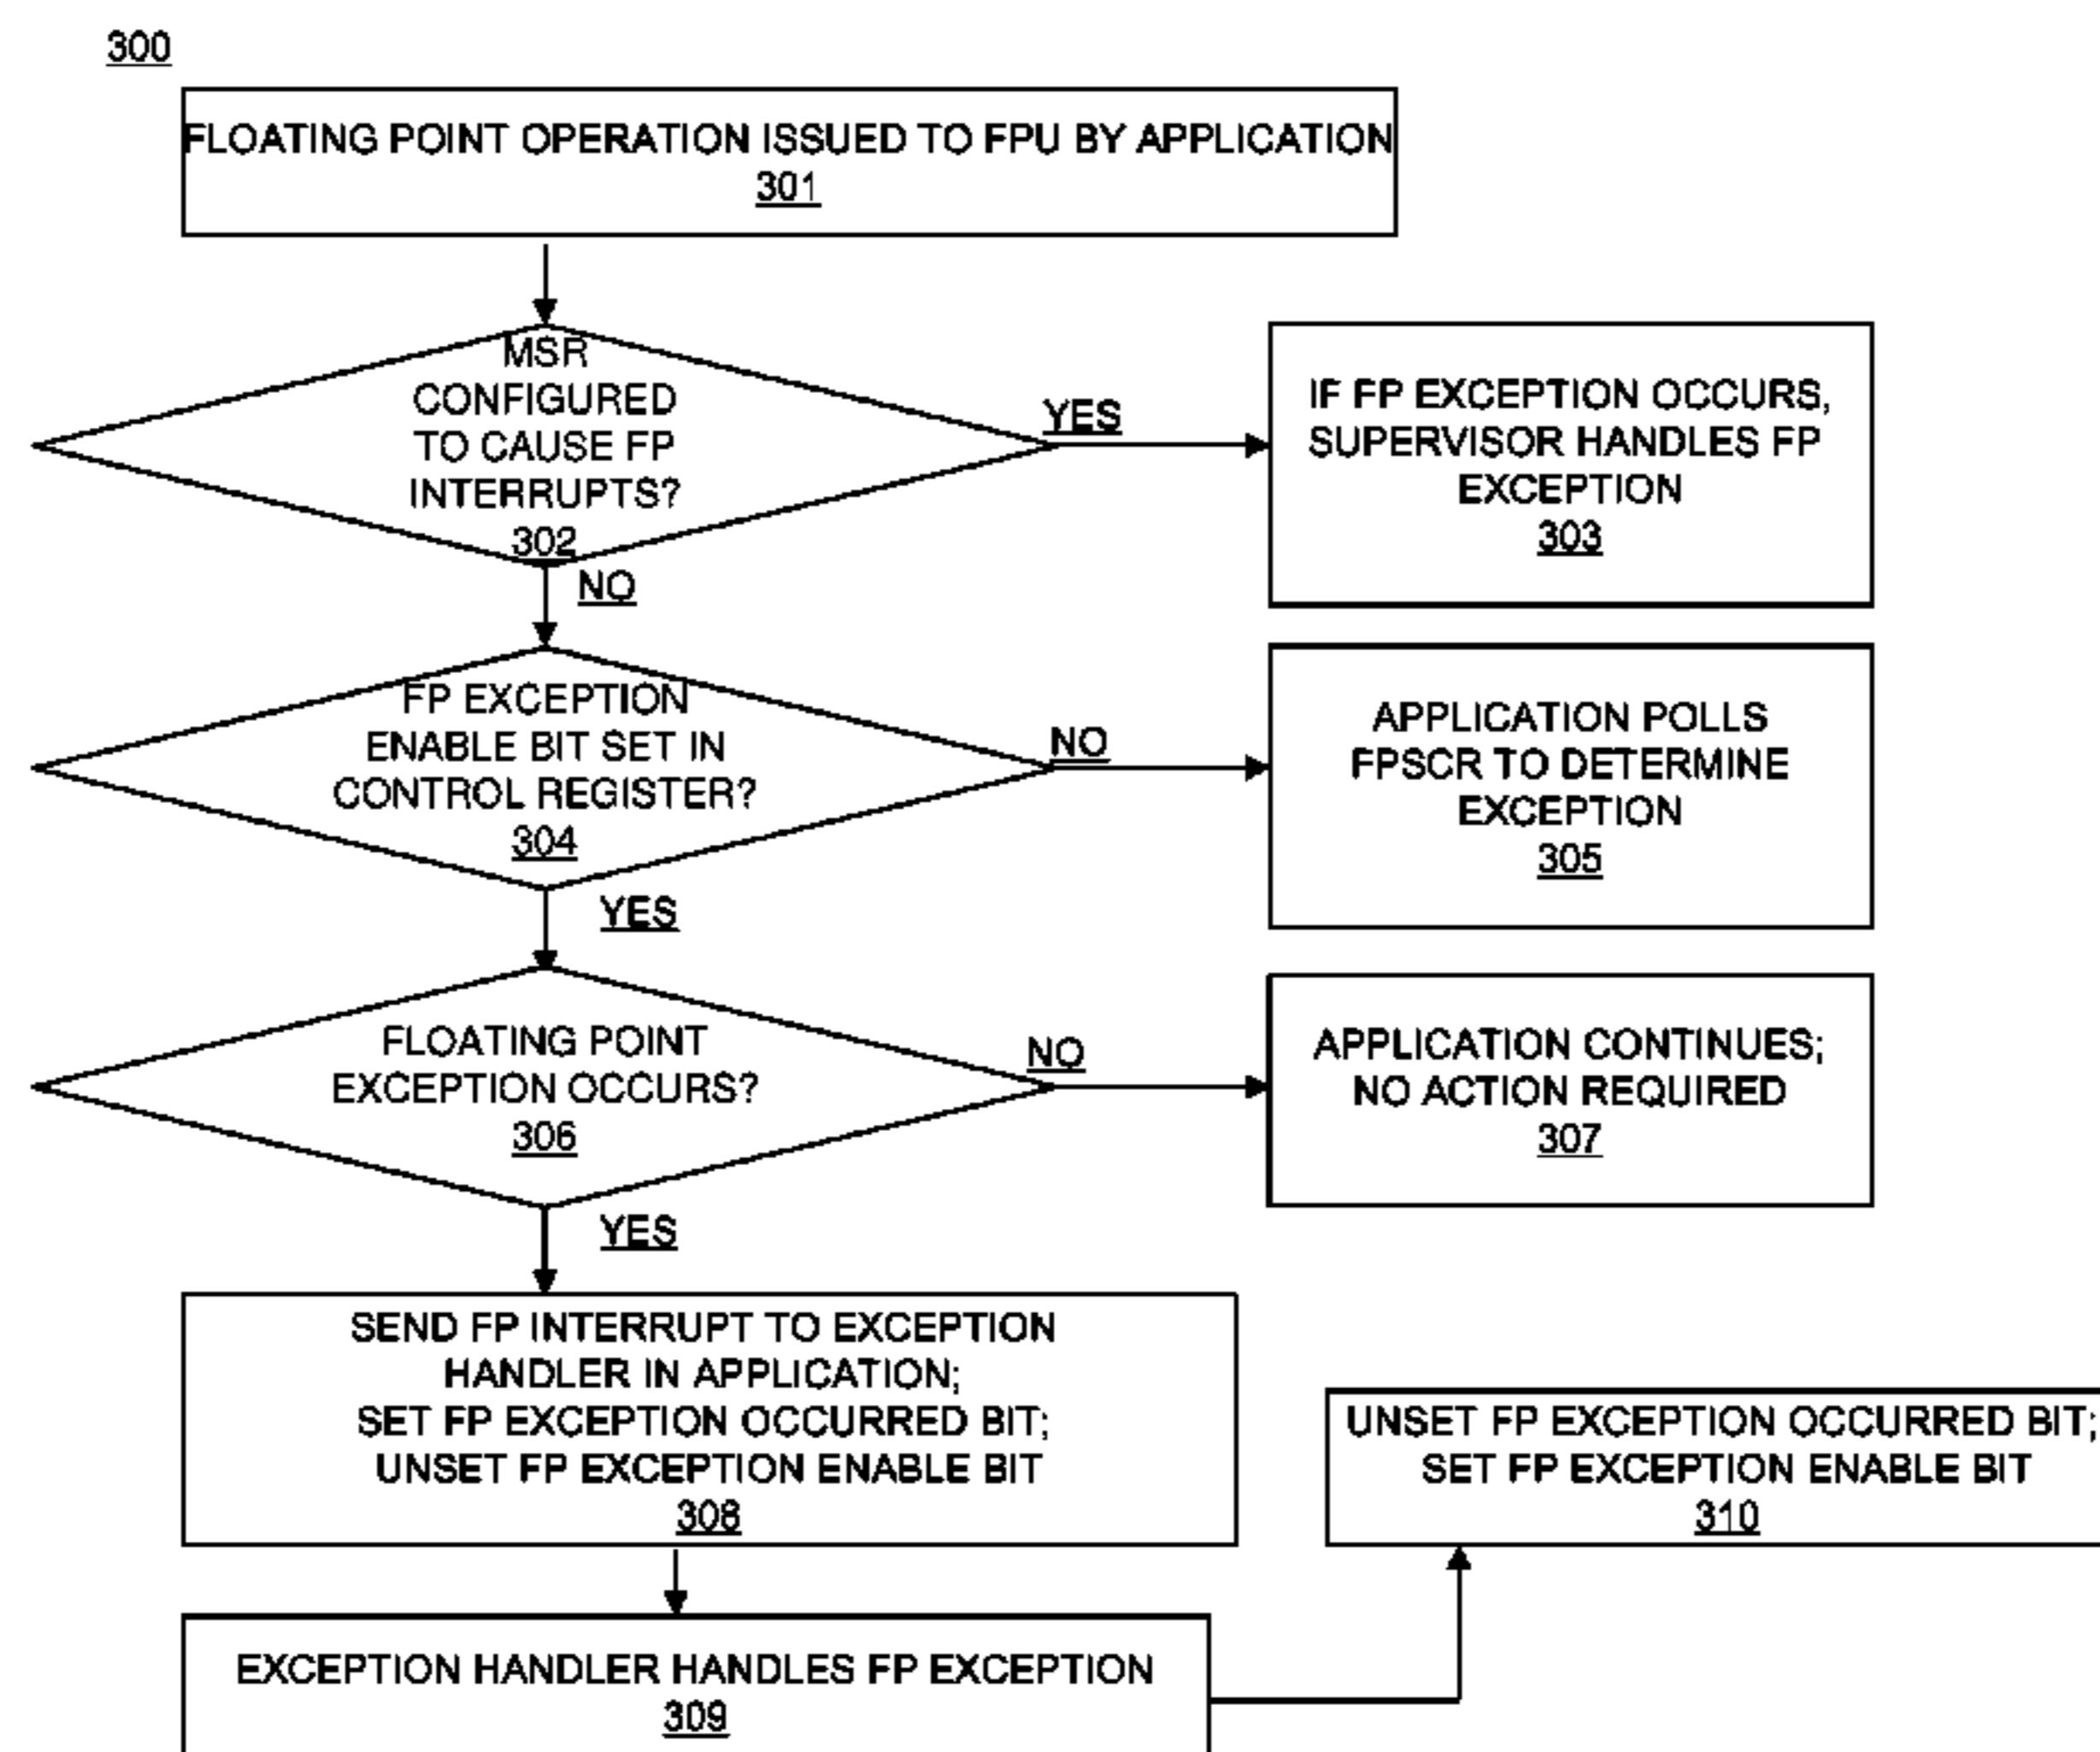 300
FLOATING POINT OPERATION ISSUED TO FPU BY APPLICATION
301
MSR
CONFIGURED
TO CAUSE FP
INTERRUPTS?
302
YES
IF FP EXCEPTION OCCURS,
SUPERVISOR HANDLES FP
EXCEPTION
303
NO
FP EXCEPTION
ENABLE BIT SET IN
CONTROL REGISTER?
304
NO
APPLICATION POLLS
FPSCR TO DETERMINE
EXCEPTION
305
YES
FLOATING POINT
EXCEPTION OCCURS?
306
NO
APPLICATION CONTINUES;
NO ACTION REQUIRED
307
YES
SEND FP INTERRUPT TO EXCEPTION
HANDLER IN APPLICATION;
SET FP EXCEPTION OCCURRED BIT;
UNSET FP EXCEPTION ENABLE BIT
308
UNSET FP EXCEPTION OCCURRED BIT;
SET FP EXCEPTION ENABLE BIT
310
EXCEPTION HANDLER HANDLES FP EXCEPTION
309